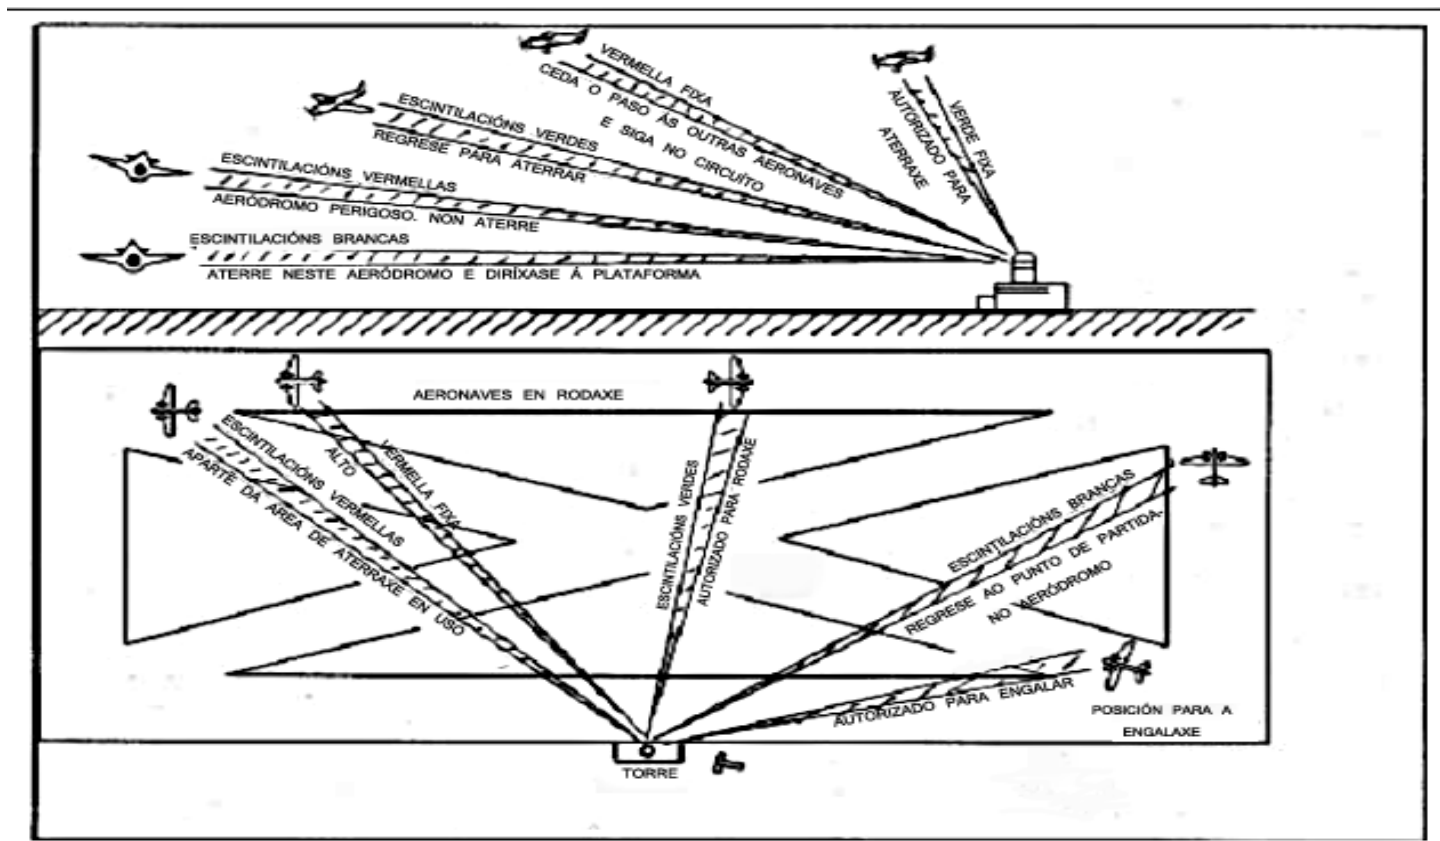 VERMELLA FIXA
CEDA O PASO ÁS OUTRAS AERONAVES
E SIGA NO CIRCUÍTO
VERDE FIXA
AUTORIZADO PARA
ATERRAXE
ESCINTILACIÓNS VERDES
REGRESE PARA ATERRAR
ESCINTILACIÓNS VERMELLAS
AERÓDROMO PERIGOSO. NON ATERRE
ESCINTILACIÓNS BRANCAS
ATERRE NESTE AERÓDROMO E DIRÍXASE Á PLATAFORMA
AERONAVES EN RODAXE
ESCINTILACIÓNS VERMELLAS
APARTE DA AREA DE ATERRAXE EN USO
VERMELLA FIXA
ALTO
ESCINTILACIÓNS VERDES
AUTORIZADO PARA RODAXE
ESCINTILACIÓNS BRANCAS
REGRESE AO PUNTO DE PARTIDA-
NO AERÓDROMO
AUTORIZADO PARA ENGALAR
POSICIÓN PARA A
ENGALAXE
TORRE